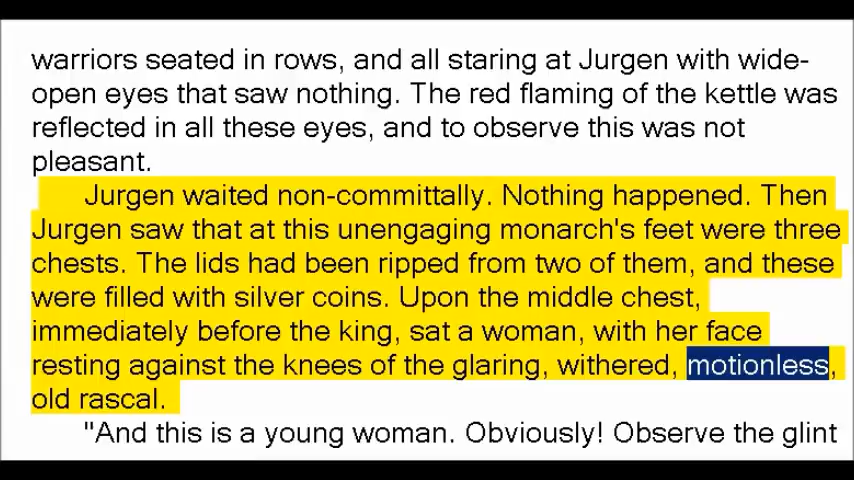 warriors seated in rows, and all staring at Jurgen with wide-
open eyes that saw nothing. The red flaming of the kettle was
reflected in all these eyes, and to observe this was not
pleasant.
Jurgen waited non-committally. Nothing happened. Then
Jurgen saw that at this unengaging monarch's feet were three
chests. The lids had been ripped from two of them, and these
were filled with silver coins. Upon the middle chest,
immediately before the king, sat a woman, with her face
resting against the knees of the glaring, withered, motionless,
old rascal.
"And this is a young woman. Obviously! Observe the glint